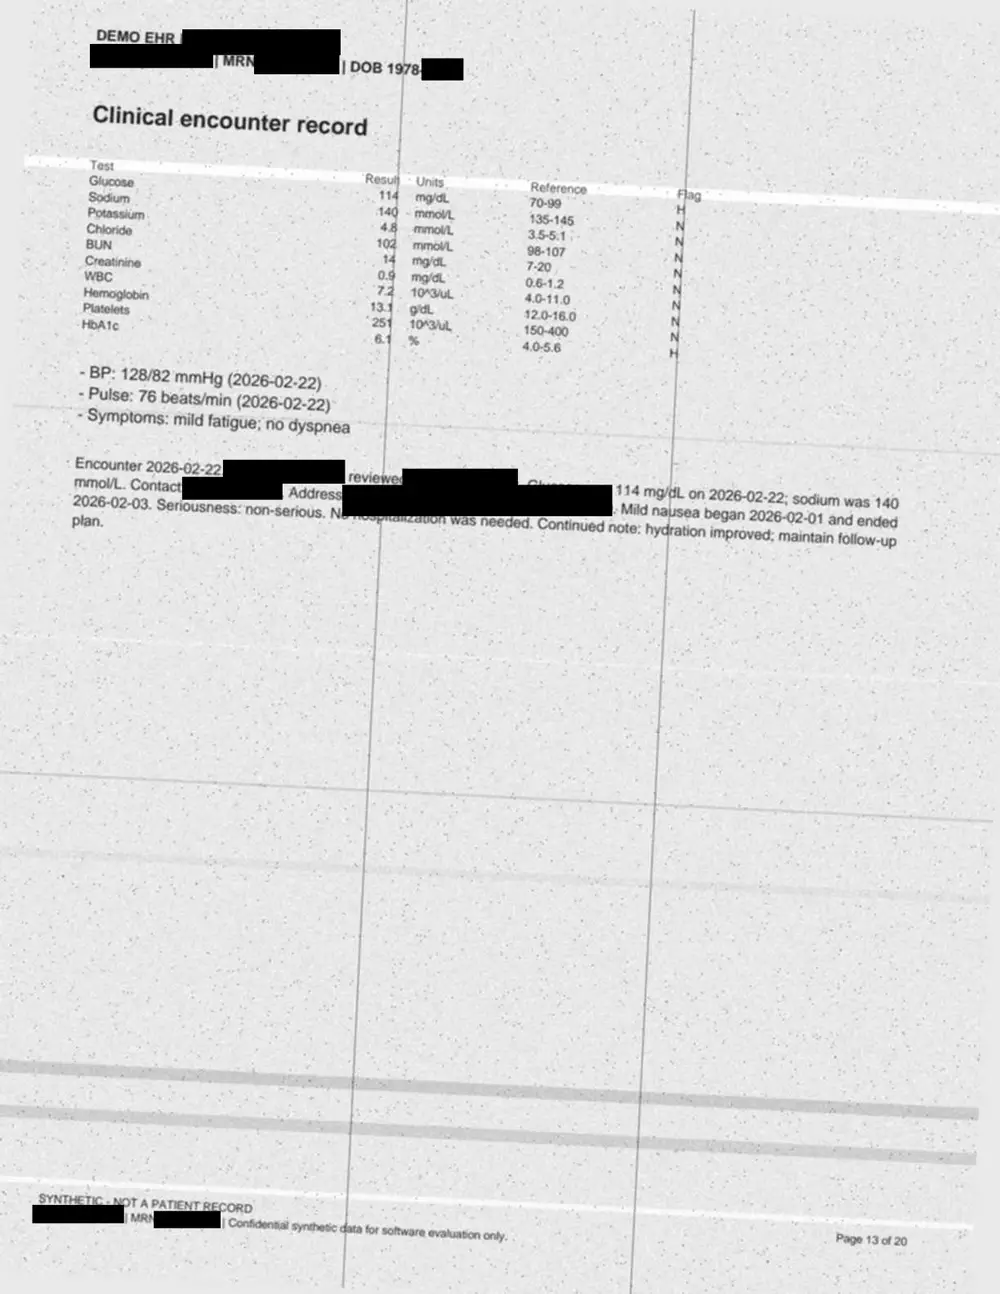 DEMO EHR |
| MRN | DOB 1978-
Clinical encounter record
Test Result Units Reference Flag
Glucose 114 mg/dL 70-99 H
Sodium 140 mmol/L 135-145 N
Potassium 4.8 mmol/L 3.5-5.1 N
Chloride 102 mmol/L 98-107 N
BUN 14 mg/dL 7-20 N
Creatinine 0.9 mg/dL 0.6-1.2 N
WBC 7.2 10^3/uL 4.0-11.0 N
Hemoglobin 13.1 g/dL 12.0-16.0 N
Platelets 251 10^3/uL 150-400 N
HbA1c 6.1 % 4.0-5.6 H
- BP: 128/82 mmHg (2026-02-22)
- Pulse: 76 beats/min (2026-02-22)
- Symptoms: mild fatigue; no dyspnea
Encounter 2026-02-22 reviewed 114 mg/dL on 2026-02-22; sodium was 140
mmol/L. Contact Address . Mild nausea began 2026-02-01 and ended
2026-02-03. Seriousness: non-serious. No hospitalization was needed. Continued note: hydration improved; maintain follow-up
plan.
SYNTHETIC - NOT A PATIENT RECORD
| MRN | Confidential synthetic data for software evaluation only.
Page 13 of 20